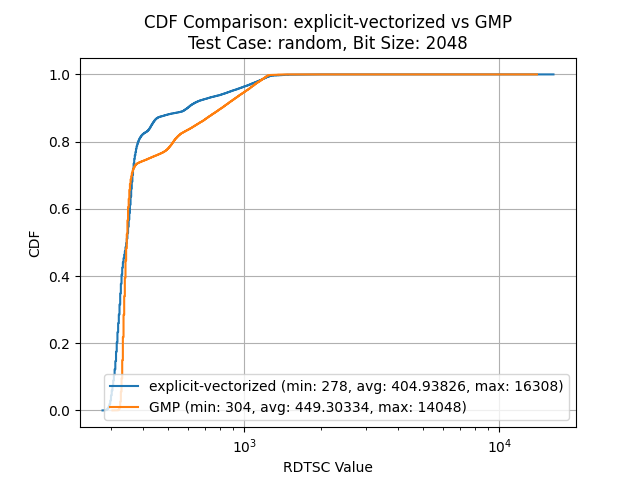 CDF Comparison: explicit-vectorized vs GMP
Test Case: random, Bit Size: 2048
1.0
0.8
0.6
0.4
0.2
0.0
CDF
explicit-vectorized (min: 278, avg: 404.93826, max: 16308)
GMP (min: 304, avg: 449.30334, max: 14048)
10³
10⁴
RDTSC Value